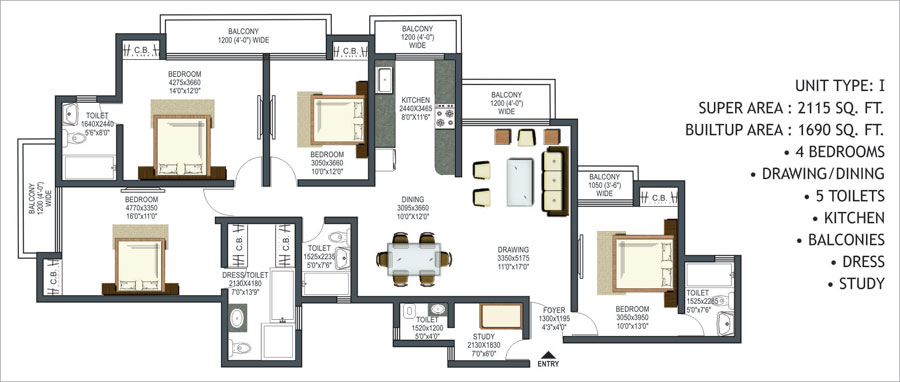 BALCONY
1200 (4'-0") WIDE
BALCONY
1200 (4'-0")
WIDE
C.B.
C.B.
BEDROOM
4275x3660
14'0"x12'0"
KITCHEN
2440X3465
8'0"X11'6"
BALCONY
1200 (4'-0")
WIDE
TOILET
1640X2440
5'6"x8'0"
BEDROOM
3050x3660
10'0"x12'0"
BALCONY
1200 (4'-0")
WIDE
BEDROOM
4770x3350
16'0"x11'0"
DINING
3095x3660
10'0"X12'0"
BALCONY
1050 (3'-6")
WIDE
C.B.
C.B.
C.B.
C.B.
DRESS/TOILET
2130X4180
7'0"x13'9"
TOILET
1525x2235
5'0"x7'6"
DRAWING
3350x5175
11'0"x17'0"
TOILET
1520x1200
5'0"x4'0"
STUDY
2130X1830
7'0"x6'0"
FOYER
1300x1195
4'3"x4'0"
BEDROOM
3050x3950
10'0"x13'0"
TOILET
1525x2285
5'0"x7'6"
ENTRY
UNIT TYPE: I
SUPER AREA : 2115 SQ. FT.
BUILTUP AREA : 1690 SQ. FT.
• 4 BEDROOMS
• DRAWING/DINING
• 5 TOILETS
• KITCHEN
• BALCONIES
• DRESS
• STUDY